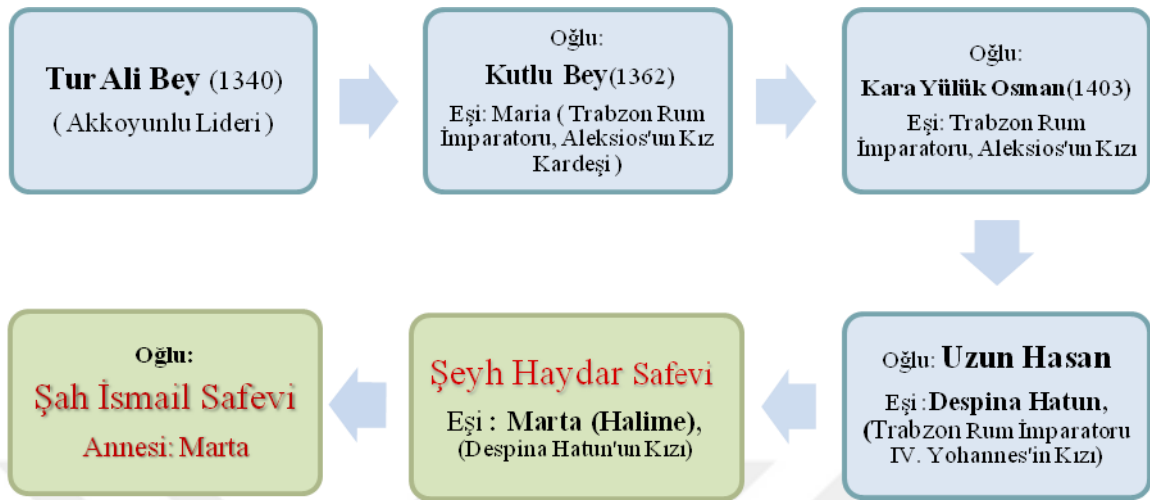 Tur Ali Bey (1340)
( Akkoyunlu Lideri )
Oğlu:
Kutlu Bey(1362)
Eşi: Maria ( Trabzon Rum
İmparatoru, Aleksios'un Kız
Kardeşi )
Oğlu:
Kara Yülük Osman(1403)
Eşi: Trabzon Rum
İmparatoru, Aleksios'un Kızı
Oğlu: Uzun Hasan
Eşi :Despina Hatun,
(Trabzon Rum İmparatoru
IV. Yohannes'in Kızı)
Şeyh Haydar Safevi
Eşi : Marta (Halime),
(Despina Hatun'un Kızı)
Oğlu:
Şah İsmail Safevi
Annesi: Marta